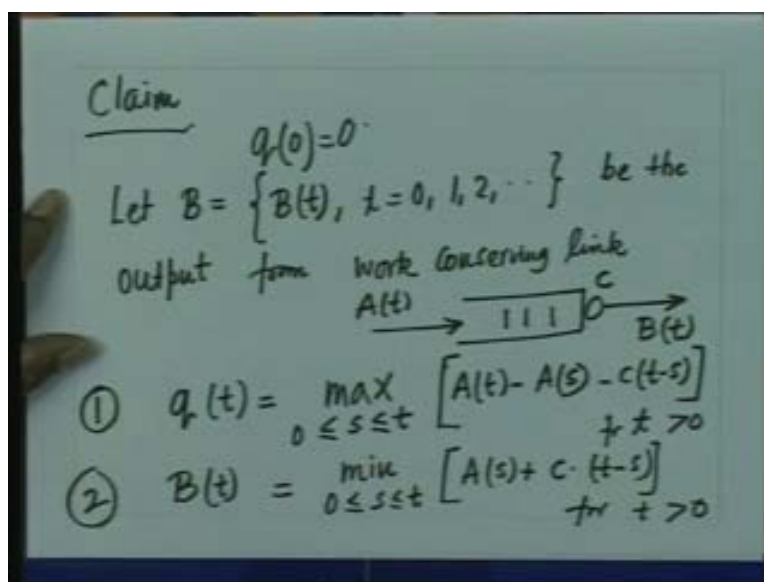 Claim
q(0)=0
Let B = {B(t), t = 0, 1, 2, ..} be the
output from work conserving link
A(t) C B(t)
① q(t) = max 0 ≤ s ≤ t [A(t) - A(s) - C(t-s)] fr t > 0
② B(t) = min 0 ≤ s ≤ t [A(s) + C · (t-s)] for t > 0